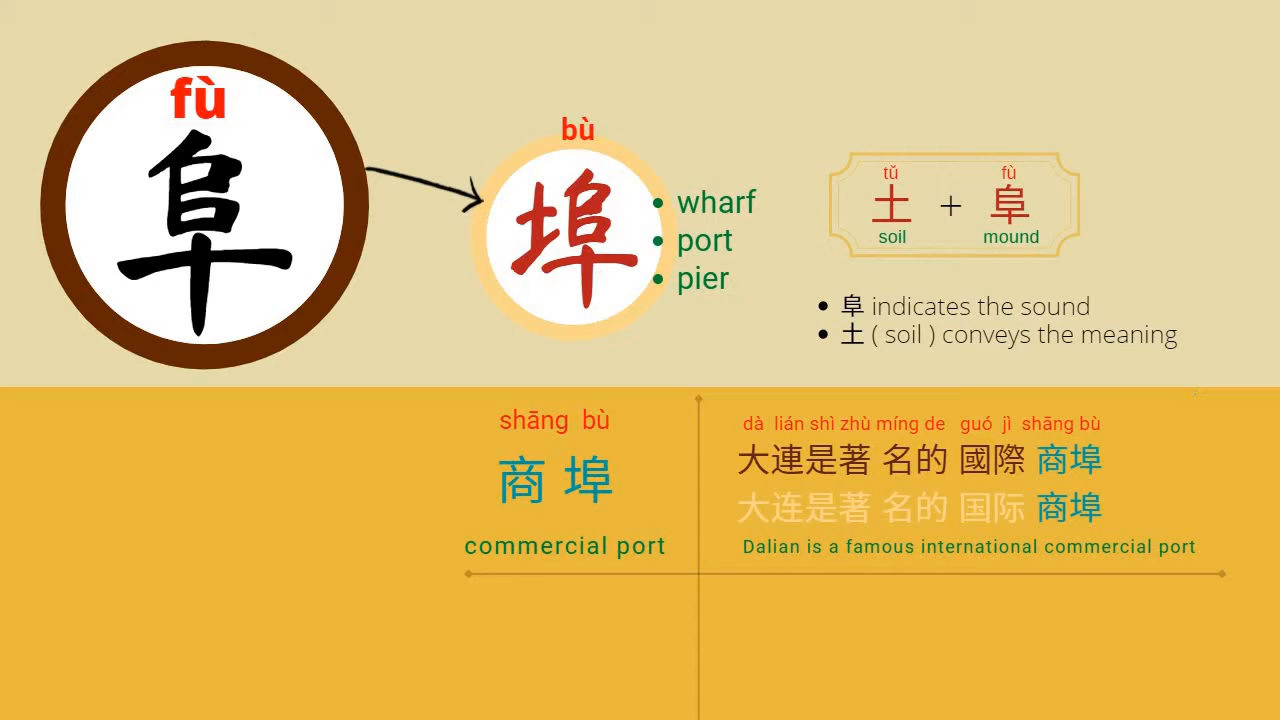 fù
阜
bù
埠
• wharf
• port
• pier
tǔ fù
土 + 阜
soil mound
• 阜 indicates the sound
• 土 ( soil ) conveys the meaning
shāng bù
商 埠
commercial port
dà lián shì zhù míng de guó jì shāng bù
大連是著 名的 國際 商埠
大连是著 名的 国际 商埠
Dalian is a famous international commercial port